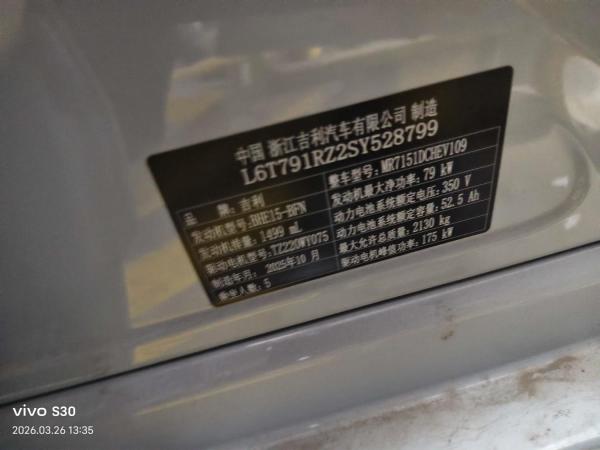 中国 浙江吉利汽车有限公司 制造
L6T791RZ2SY528799
品 牌: 吉利
整车型号: MR7151DCHEV109
发动机型号: BHE15-BFN
发动机最大净功率: 79 kW
发动机排量: 1499 mL
动力电池系统额定电压: 350 V
驱动电机型号: TZ220WY075
动力电池系统额定容量: 52.5 Ah
制造年月: 2025年10 月
最大允许总质量: 2130 kg
乘坐人数: 5
驱动电机峰值功率: 175 kW
vivo S30
2026.03.26 13:35